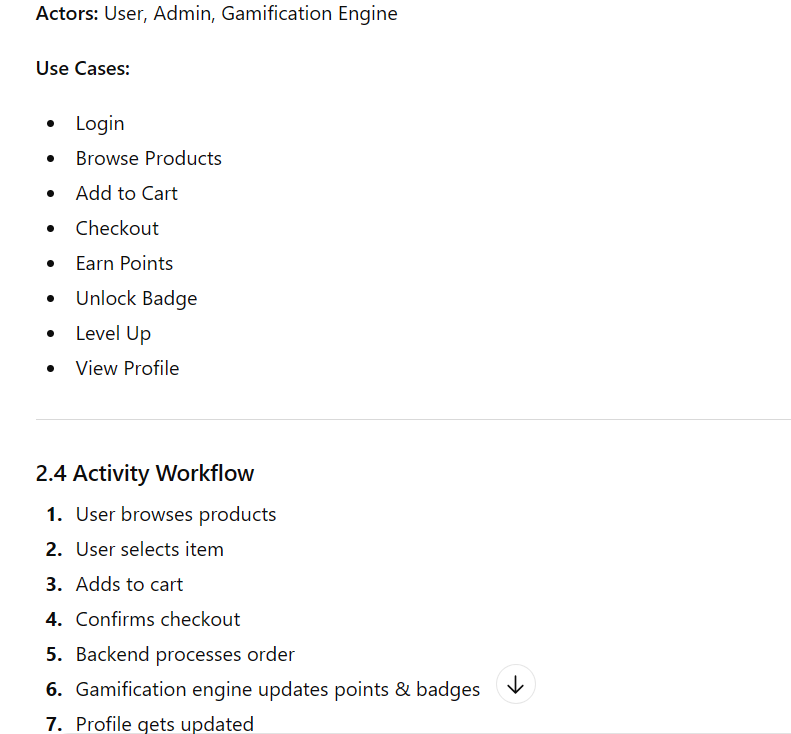 Actors: User, Admin, Gamification Engine
Use Cases:
Login
Browse Products
Add to Cart
Checkout
Earn Points
Unlock Badge
Level Up
View Profile
2.4 Activity Workflow
1. User browses products
2. User selects item
3. Adds to cart
4. Confirms checkout
5. Backend processes order
6. Gamification engine updates points & badges
7. Profile gets updated